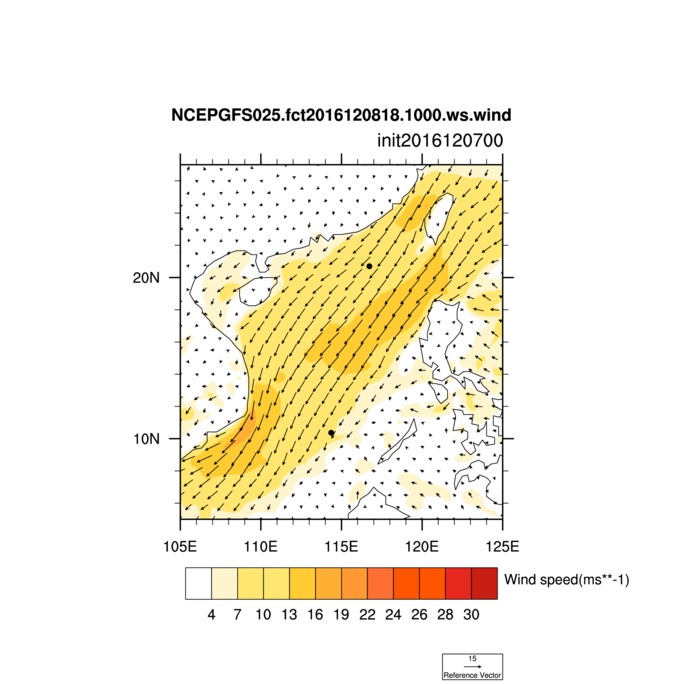 NCEPGFS025.fct2016120818.1000.ws.wind
init2016120700
20N
10N
105E 110E 115E 120E 125E
Wind speed(ms**-1)
4 7 10 13 16 19 22 24 26 28 30
15
Reference Vector